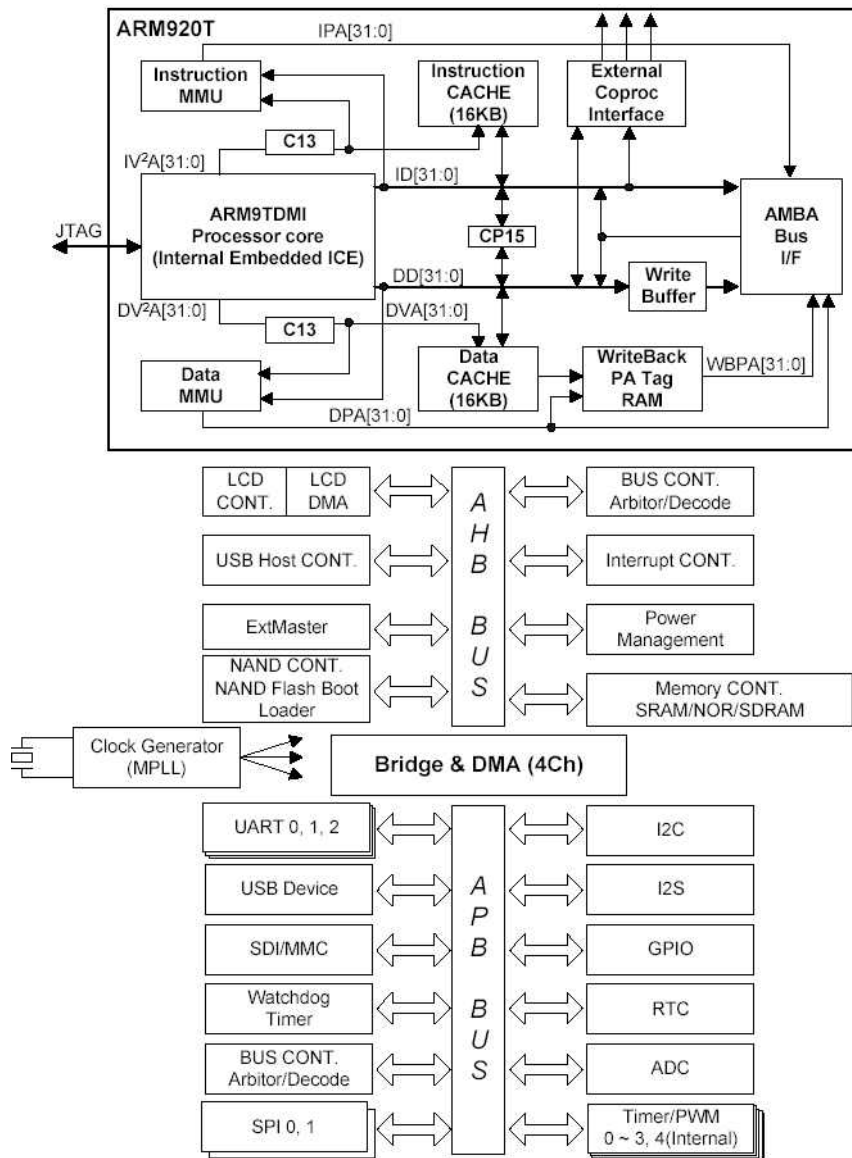 ARM920T
IPA[31:0]
Instruction
MMU
Instruction
CACHE
(16KB)
External
Coproc
Interface
C13
IV²A[31:0]
ID[31:0]
JTAG
ARM9TDMI
Processor core
(Internal Embedded ICE)
CP15
AMBA
Bus
I/F
DD[31:0]
Write
Buffer
DV²A[31:0]
C13
DVA[31:0]
Data
MMU
Data
CACHE
(16KB)
WriteBack
PA Tag
RAM
WBPA[31:0]
DPA[31:0]
LCD
CONT.
LCD
DMA
BUS CONT.
Arbitor/Decode
USB Host CONT.
Interrupt CONT.
ExtMaster
Power
Management
NAND CONT.
NAND Flash Boot
Loader
Memory CONT.
SRAM/NOR/SDRAM
AHB BUS
Clock Generator
(MPLL)
Bridge & DMA (4Ch)
UART 0, 1, 2
I2C
USB Device
I2S
SDI/MMC
GPIO
Watchdog
Timer
RTC
BUS CONT.
Arbitor/Decode
ADC
SPI 0, 1
Timer/PWM
0 ~ 3, 4(Internal)
APB BUS